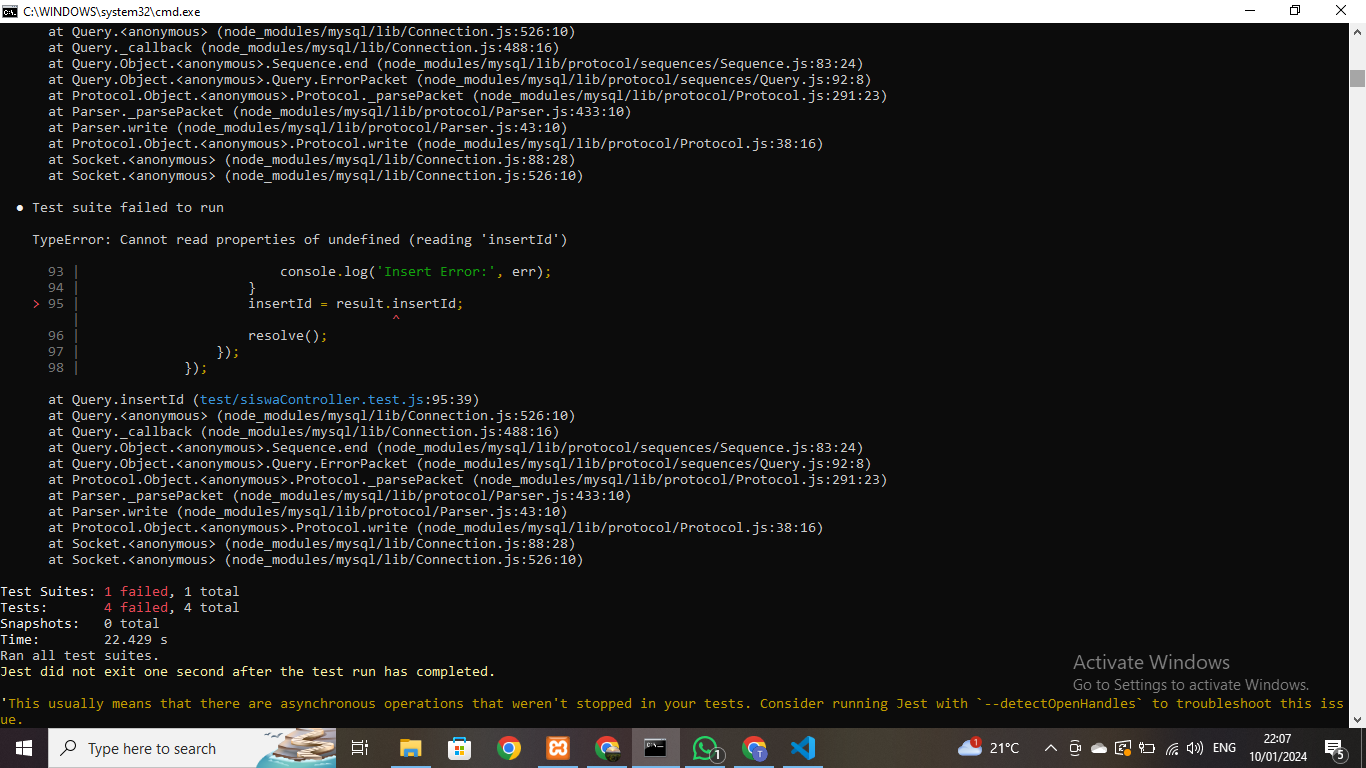 C:\WINDOWS\system32\cmd.exe
at Query.<anonymous> (node_modules/mysql/lib/Connection.js:526:10)
at Query._callback (node_modules/mysql/lib/Connection.js:488:16)
at Query.Object.<anonymous>.Sequence.end (node_modules/mysql/lib/protocol/sequences/Sequence.js:83:24)
at Query.Object.<anonymous>.Query.ErrorPacket (node_modules/mysql/lib/protocol/sequences/Query.js:92:8)
at Protocol.Object.<anonymous>.Protocol._parsePacket (node_modules/mysql/lib/protocol/Protocol.js:291:23)
at Parser._parsePacket (node_modules/mysql/lib/protocol/Parser.js:433:10)
at Parser.write (node_modules/mysql/lib/protocol/Parser.js:43:10)
at Protocol.Object.<anonymous>.Protocol.write (node_modules/mysql/lib/protocol/Protocol.js:38:16)
at Socket.<anonymous> (node_modules/mysql/lib/Connection.js:88:28)
at Socket.<anonymous> (node_modules/mysql/lib/Connection.js:526:10)
● Test suite failed to run
TypeError: Cannot read properties of undefined (reading 'insertId')
93 | console.log('Insert Error:', err);
94 | }
> 95 | insertId = result.insertId;
| ^
96 | resolve();
97 | });
98 | });
at Query.insertId (test/siswaController.test.js:95:39)
at Query.<anonymous> (node_modules/mysql/lib/Connection.js:526:10)
at Query._callback (node_modules/mysql/lib/Connection.js:488:16)
at Query.Object.<anonymous>.Sequence.end (node_modules/mysql/lib/protocol/sequences/Sequence.js:83:24)
at Query.Object.<anonymous>.Query.ErrorPacket (node_modules/mysql/lib/protocol/sequences/Query.js:92:8)
at Protocol.Object.<anonymous>.Protocol._parsePacket (node_modules/mysql/lib/protocol/Protocol.js:291:23)
at Parser._parsePacket (node_modules/mysql/lib/protocol/Parser.js:433:10)
at Parser.write (node_modules/mysql/lib/protocol/Parser.js:43:10)
at Protocol.Object.<anonymous>.Protocol.write (node_modules/mysql/lib/protocol/Protocol.js:38:16)
at Socket.<anonymous> (node_modules/mysql/lib/Connection.js:88:28)
at Socket.<anonymous> (node_modules/mysql/lib/Connection.js:526:10)
Test Suites: 1 failed, 1 total
Tests: 4 failed, 4 total
Snapshots: 0 total
Time: 22.429 s
Ran all test suites.
Jest did not exit one second after the test run has completed.
Activate Windows
Go to Settings to activate Windows.
'This usually means that there are asynchronous operations that weren't stopped in your tests. Consider running Jest with `--detectOpenHandles` to troubleshoot this iss
ue.
Type here to search
1
T
1
21°C
ENG
22:07
10/01/2024
5